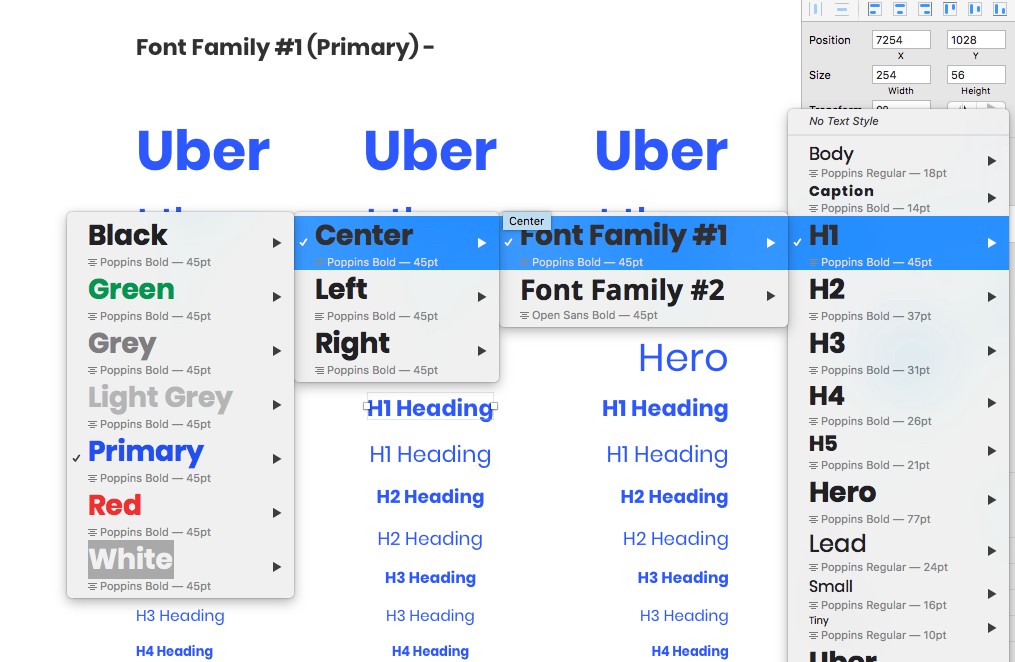 Font Family #1 (Primary) -
Uber
Uber
Uber
Position
7254
1028
X
Y
Size
254
56
Width
Height
No Text Style
Body
Poppins Regular — 18pt
Caption
Poppins Bold — 14pt
H1
Poppins Bold — 45pt
H2
Poppins Bold — 37pt
H3
Poppins Bold — 31pt
H4
Poppins Bold — 26pt
H5
Poppins Bold — 21pt
Hero
Poppins Bold — 77pt
Lead
Poppins Regular — 24pt
Small
Poppins Regular — 16pt
Tiny
Poppins Regular — 10pt
Uber
Center
Font Family #1
Poppins Bold — 45pt
Font Family #2
Open Sans Bold — 45pt
Center
Poppins Bold — 45pt
Left
Poppins Bold — 45pt
Right
Poppins Bold — 45pt
Black
Poppins Bold — 45pt
Green
Poppins Bold — 45pt
Grey
Poppins Bold — 45pt
Light Grey
Poppins Bold — 45pt
Primary
Poppins Bold — 45pt
Red
Poppins Bold — 45pt
White
Poppins Bold — 45pt
Hero
H1 Heading
H1 Heading
H1 Heading
H1 Heading
H2 Heading
H2 Heading
H2 Heading
H2 Heading
H3 Heading
H3 Heading
H3 Heading
H3 Heading
H3 Heading
H4 Heading
H4 Heading
H4 Heading